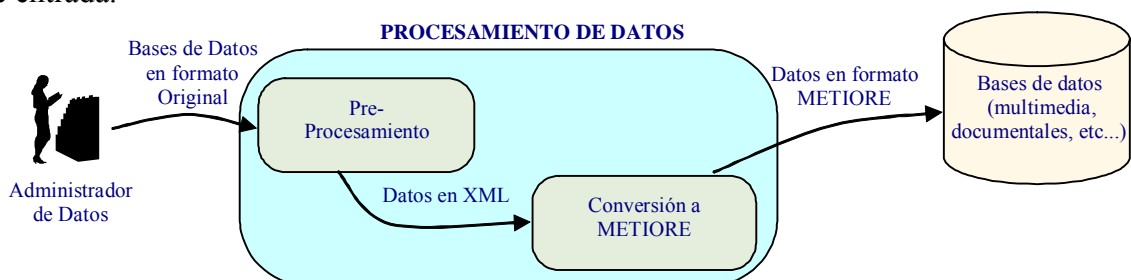 entrada.
PROCESAMIENTO DE DATOS
Bases de Datos
en formato
Original
Administrador
de Datos
Pre-
Procesamiento
Datos en XML
Conversión a
METIORE
Datos en formato
METIORE
Bases de datos
(multimedia,
documentales, etc...)